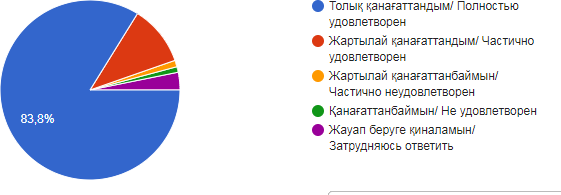 83,8%
Толық қанағаттандым/ Полностью
удовлетворен
Жартылай қанағаттандым/ Частично
удовлетворен
Жартылай қанағаттанбаймын/
Частично неудовлетворен
Қанағаттанбаймын/ Не удовлетворен
Жауап беруге қиналамын/
Затрудняюсь ответить